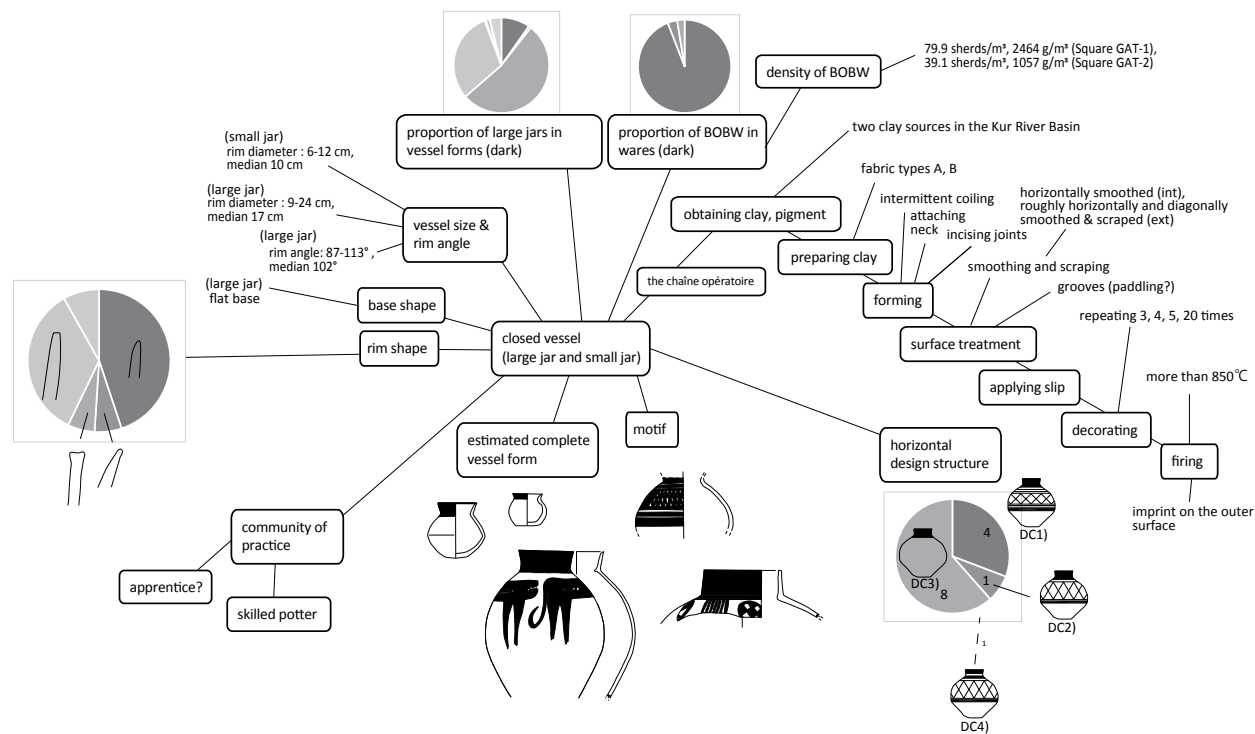 79.9 sherds/m³, 2464 g/m³ (Square GAT-1),
39.1 sherds/m³, 1057 g/m³ (Square GAT-2)
density of BOBW
proportion of large jars in
vessel forms (dark)
proportion of BOBW in
wares (dark)
two clay sources in the Kur River Basin
(small jar)
rim diameter : 6-12 cm,
median 10 cm
fabric types A, B
(large jar)
rim diameter : 9-24 cm,
median 17 cm
intermittent coiling
attaching
neck
incising joints
horizontally smoothed (int),
roughly horizontally and diagonally
smoothed & scraped (ext)
vessel size &
rim angle
obtaining clay, pigment
(large jar)
rim angle: 87-113° ,
median 102°
preparing clay
smoothing and scraping
the chaîne opératoire
grooves (paddling?)
(large jar)
flat base
base shape
forming
repeating 3, 4, 5, 20 times
rim shape
closed vessel
(large jar and small jar)
surface treatment
applying slip
more than 850℃
motif
decorating
estimated complete
vessel form
horizontal
design structure
firing
imprint on the outer
surface
community of
practice
4
DC1)
DC3)
8
1
apprentice?
skilled potter
DC2)
1
DC4)